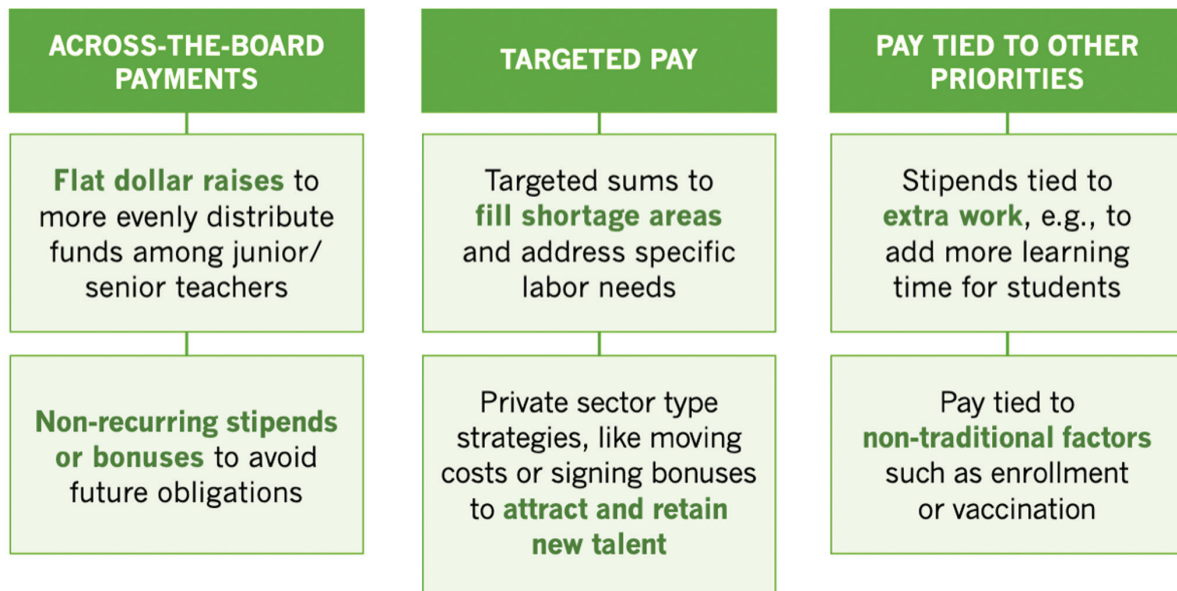 ACROSS-THE-BOARD
PAYMENTS
Flat dollar raises to
more evenly distribute
funds among junior/
senior teachers
Non-recurring stipends
or bonuses to avoid
future obligations
TARGETED PAY
Targeted sums to
fill shortage areas
and address specific
labor needs
Private sector type
strategies, like moving
costs or signing bonuses
to attract and retain
new talent
PAY TIED TO OTHER
PRIORITIES
Stipends tied to
extra work, e.g., to
add more learning
time for students
Pay tied to
non-traditional factors
such as enrollment
or vaccination